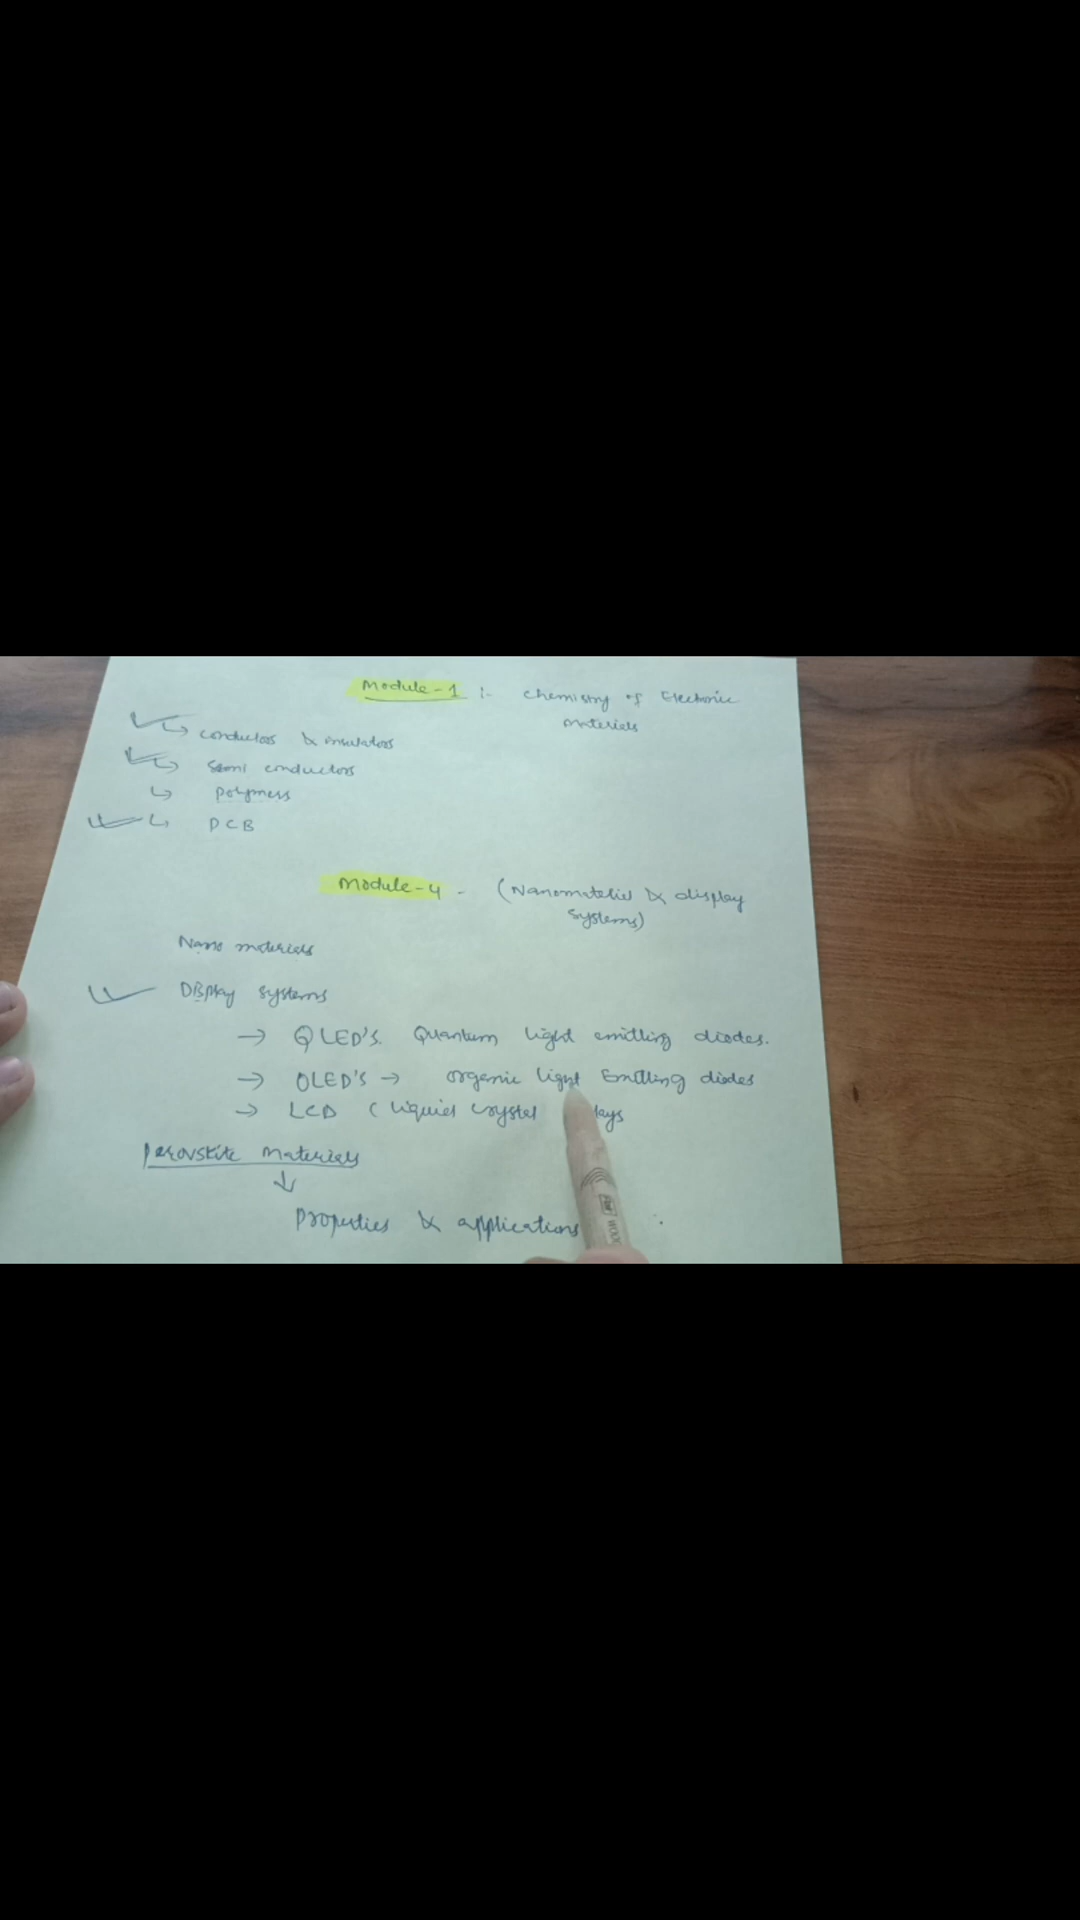 Module-1 :- Chemistry of Electronic
Materials
↳ conductors & insulators
↳ Semi conductors
↳ polymers
↳ PCB
Module-4 - (Nanomaterial & display
systems)
Nano materials
Display systems
→ QLED's. Quantum light emitting diodes.
→ OLED's → organic light Emitting diodes
→ LCD (liquid crystal lays
perovskite Materials
↓
properties & applications